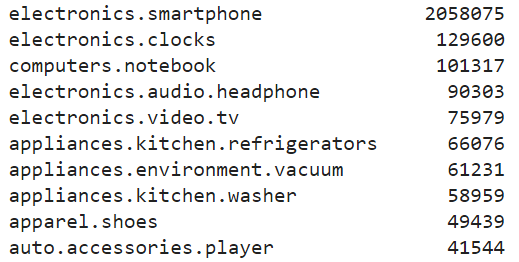 electronics.smartphone 2058075
electronics.clocks 129600
computers.notebook 101317
electronics.audio.headphone 90303
electronics.video.tv 75979
appliances.kitchen.refrigerators 66076
appliances.environment.vacuum 61231
appliances.kitchen.washer 58959
apparel.shoes 49439
auto.accessories.player 41544